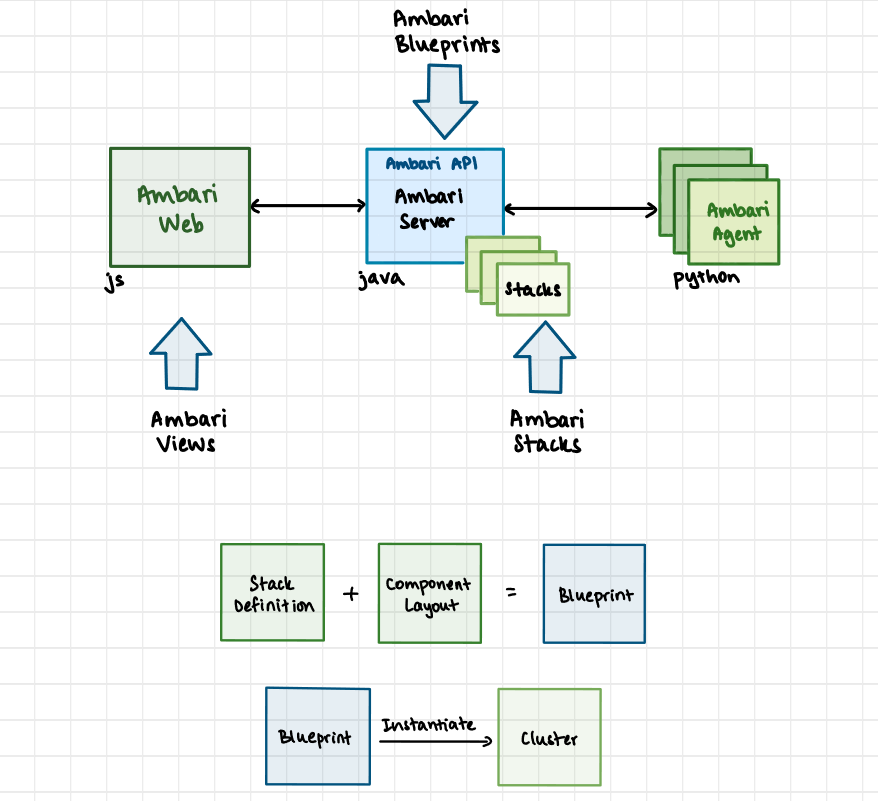 Ambari
Blueprints
Ambari API
Ambari
Server
Ambari
Web
Ambari
Agent
Stacks
js
java
python
Ambari
Views
Ambari
Stacks
Stack
Definition
+
Component
Layout
=
Blueprint
Blueprint
Instantiate
Cluster